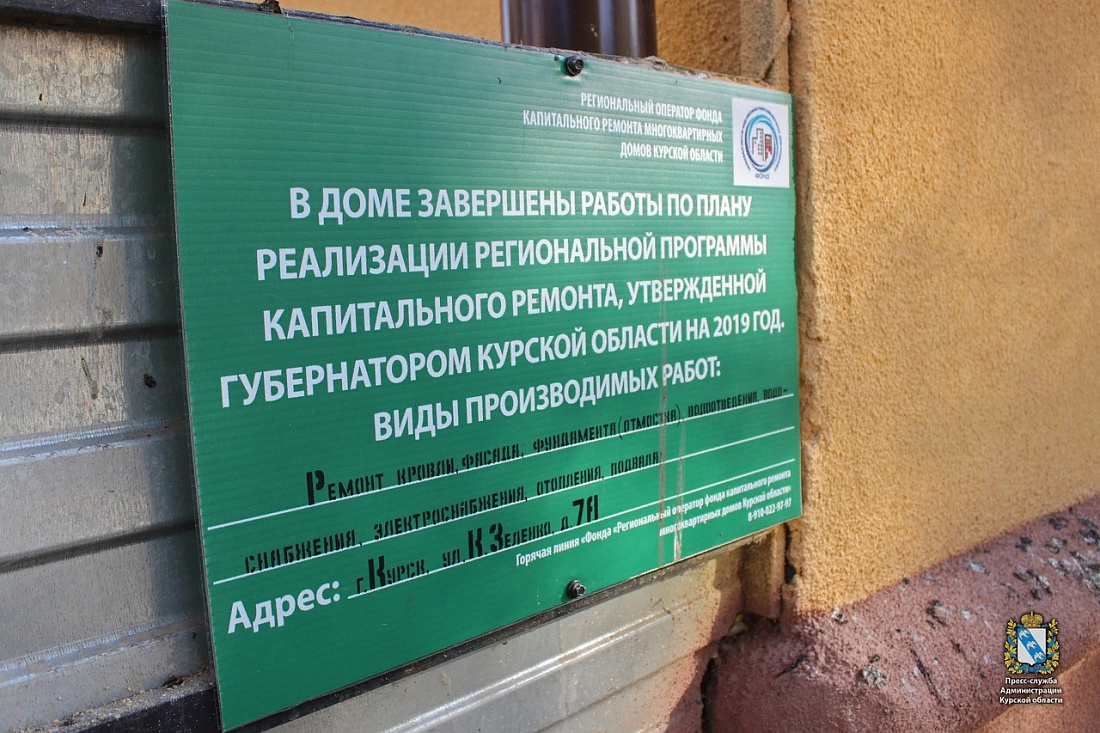 РЕГИОНАЛЬНЫЙ ОПЕРАТОР ФОНДА
КАПИТАЛЬНОГО РЕМОНТА МНОГОКВАРТИРНЫХ
ДОМОВ КУРСКОЙ ОБЛАСТИ
ФОНД
В ДОМЕ ЗАВЕРШЕНЫ РАБОТЫ ПО ПЛАНУ
РЕАЛИЗАЦИИ РЕГИОНАЛЬНОЙ ПРОГРАММЫ
КАПИТАЛЬНОГО РЕМОНТА, УТВЕРЖДЕННОЙ
ГУБЕРНАТОРОМ КУРСКОЙ ОБЛАСТИ НА 2019 ГОД.
ВИДЫ ПРОИЗВОДИМЫХ РАБОТ:
Ремонт кровли, фасада, фундамента (отмостка), водоотведения, водо-
снабжения, электроснабжения, отопления, подвала
Адрес: г. Курск, ул. К. Зеленко, д. 7А
Горячая линия «Фонда «Региональный оператор фонда капитального ремонта
многоквартирных домов Курской области»
8-910-022-97-97
Пресс-служба
Администрации
Курской области